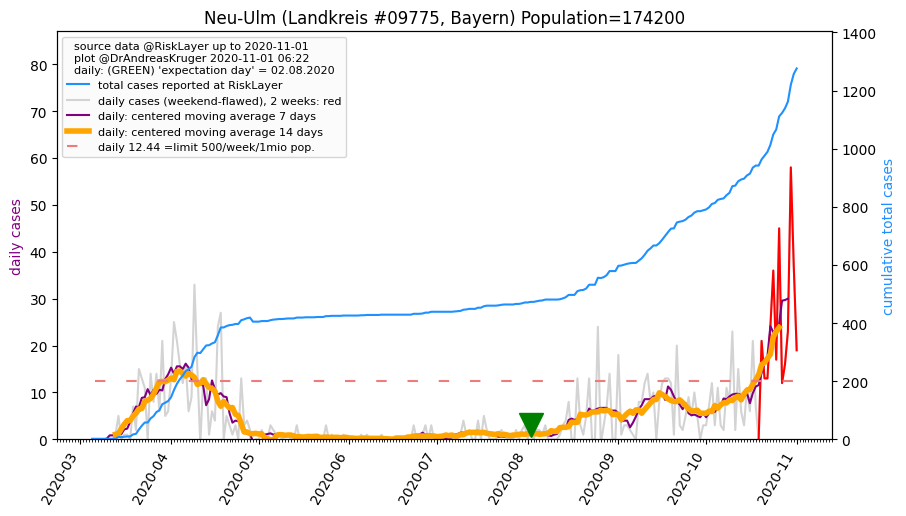 Neu-Ulm (Landkreis #09775, Bayern) Population=174200
source data @RiskLayer up to 2020-11-01
plot @DrAndreasKruger 2020-11-01 06:22
daily: (GREEN) 'expectation day' = 02.08.2020
total cases reported at RiskLayer
daily cases (weekend-flawed), 2 weeks: red
daily: centered moving average 7 days
daily: centered moving average 14 days
daily 12.44 =limit 500/week/1mio pop.
daily cases
80
70
60
50
40
30
20
10
0
cumulative total cases
1400
1200
1000
800
600
400
200
0
2020-03
2020-04
2020-05
2020-06
2020-07
2020-08
2020-09
2020-10
2020-11